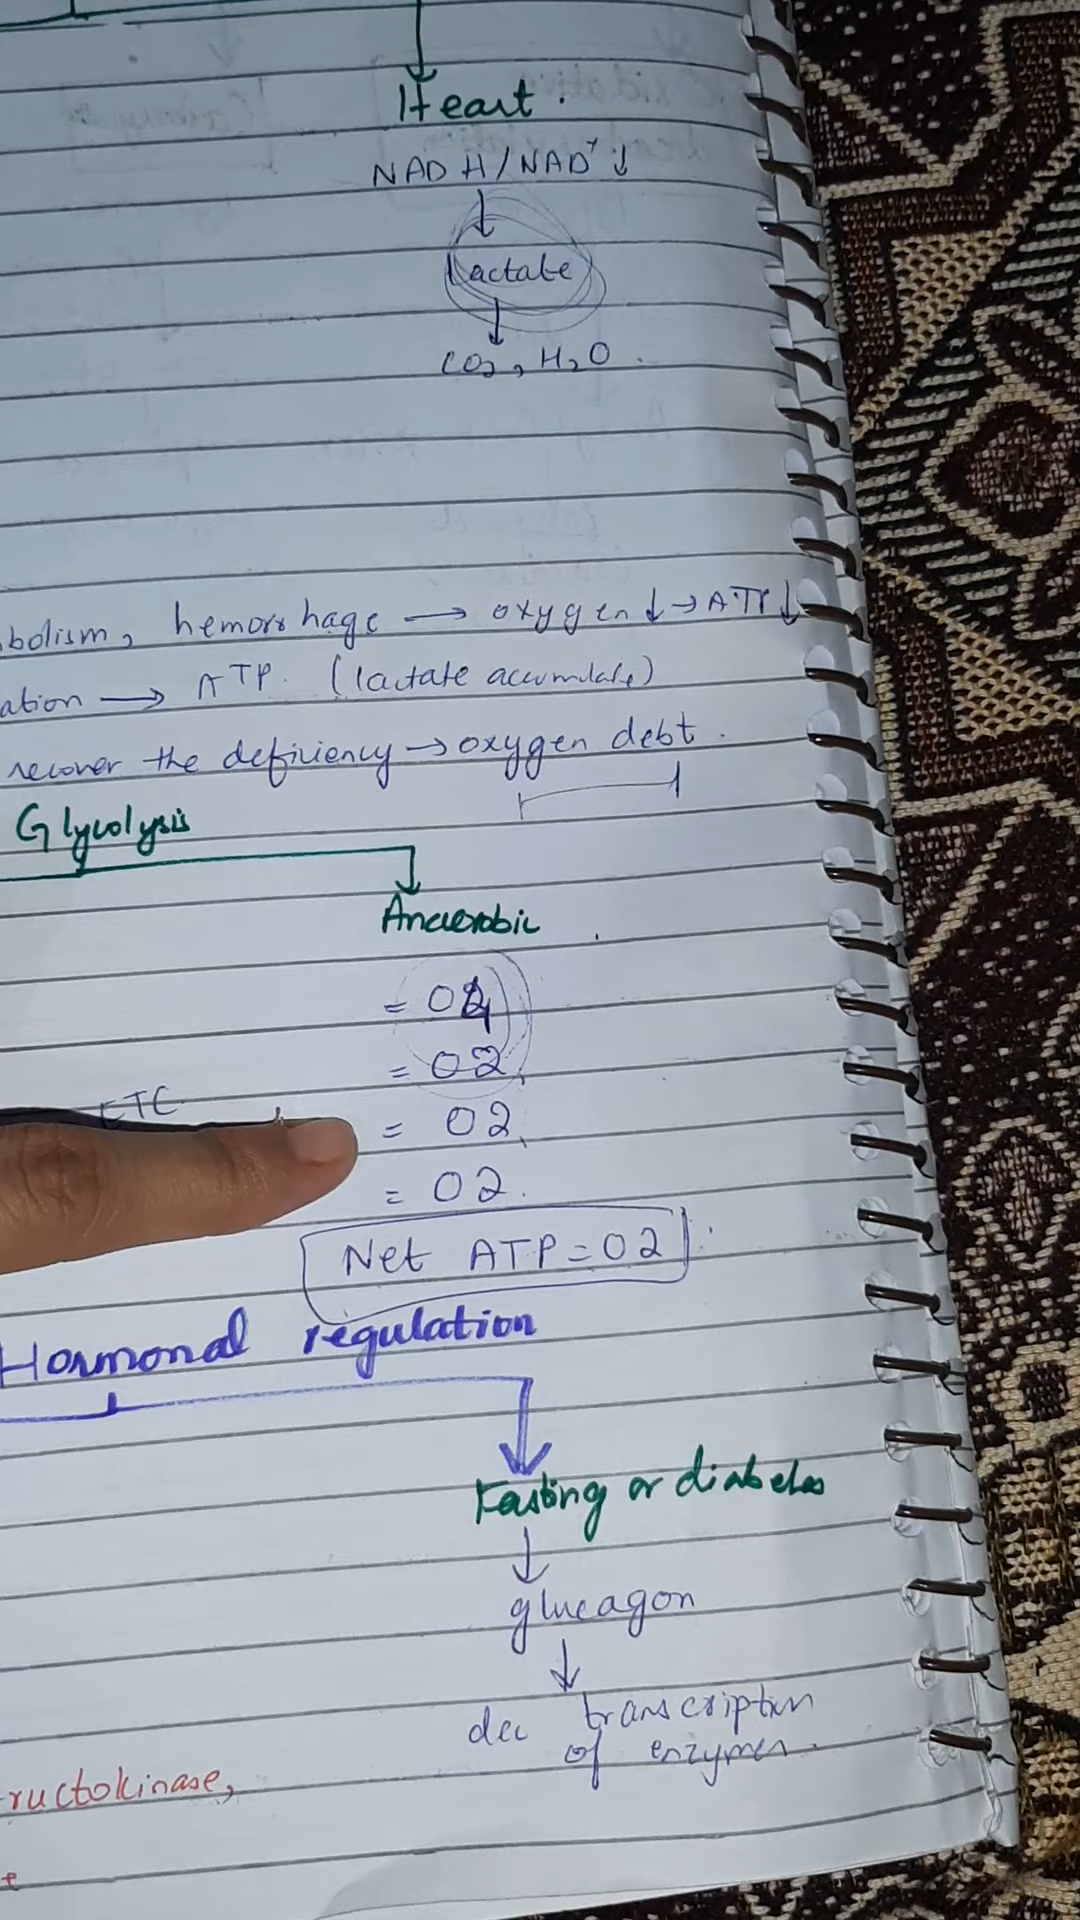 Heart.
NADH/NAD⁺ ↓
Lactate
CO₂, H₂O.
bolism, hemorrhage → oxygen ↓ → ATP ↓
ation → ATP. (lactate accumulate)
recover the deficiency → oxygen debt.
Glycolysis
Anaerobic
= 04
= 02
ETC
= 02
= 02.
Net ATP = 02
Hormonal regulation
Fasting or diabetes
glucagon
dec transcription
of enzymes.
ructokinase,
e